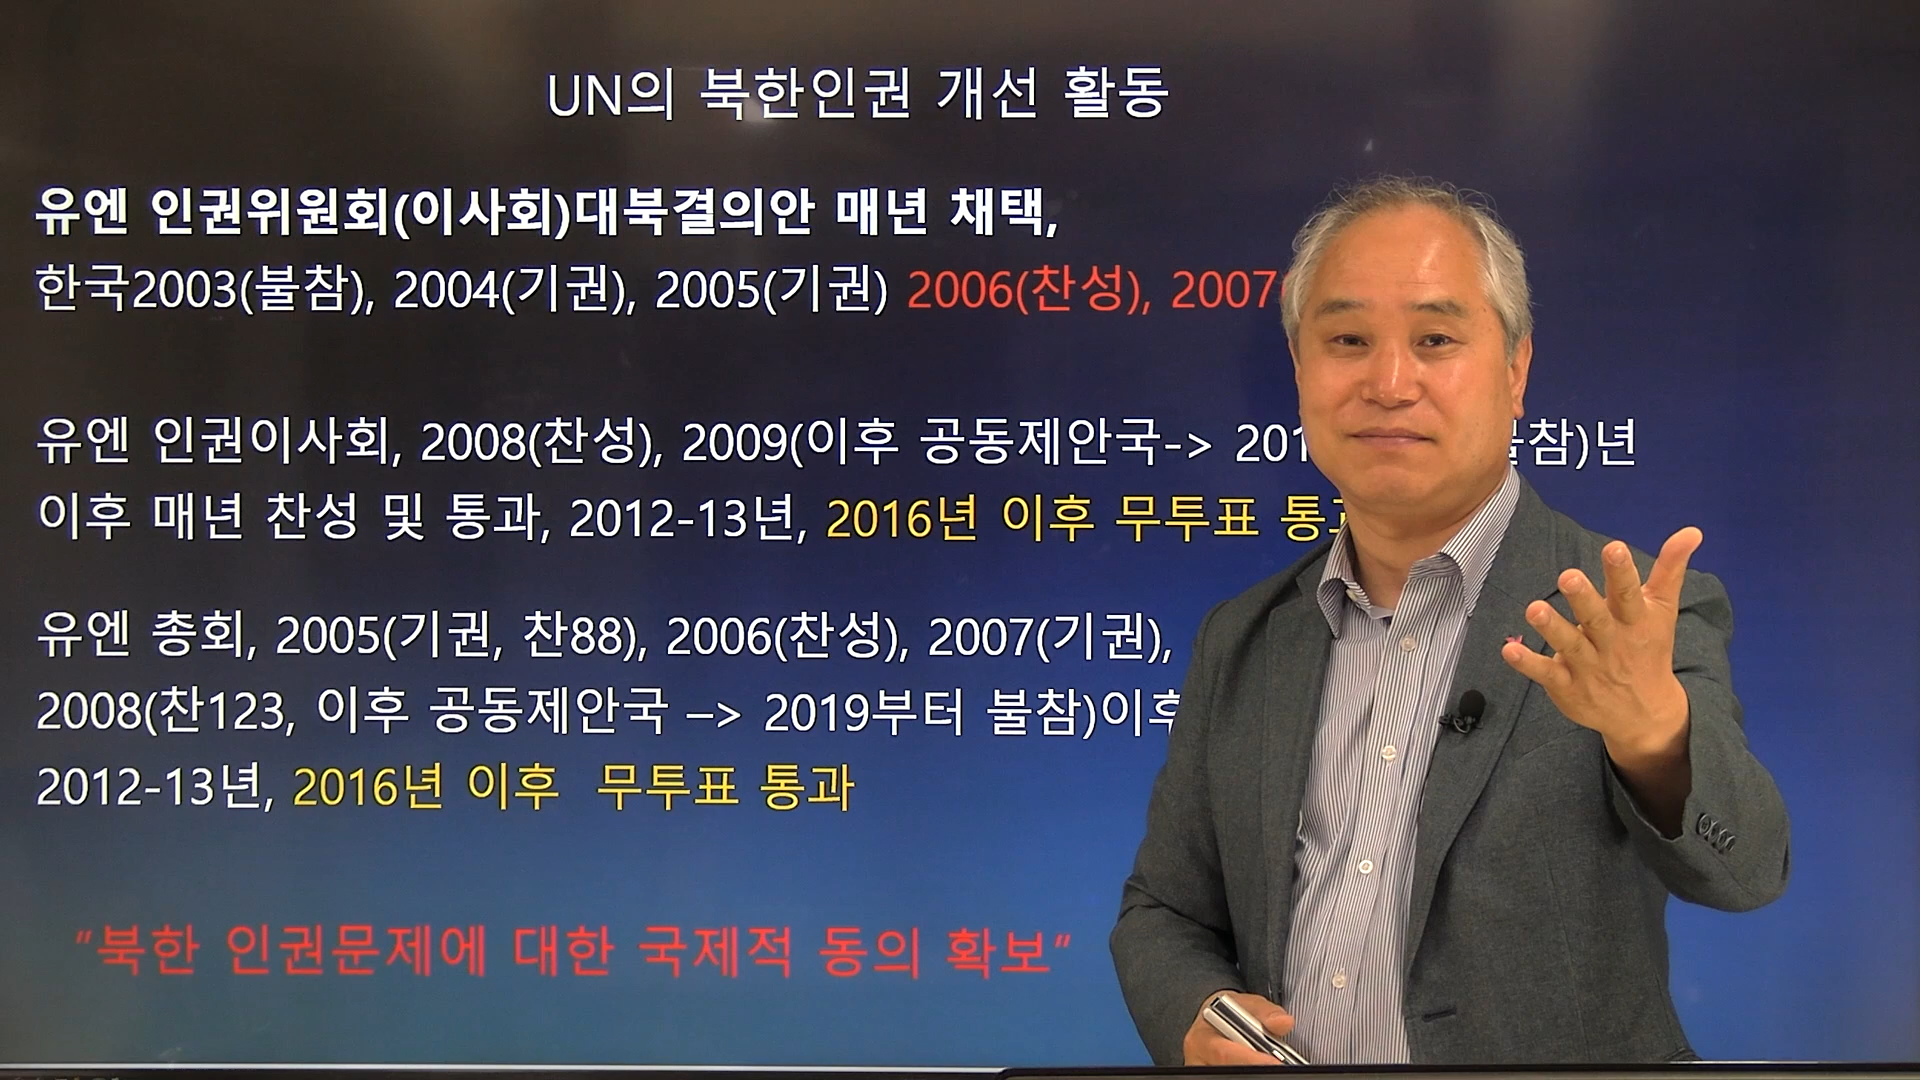 UN의 북한인권 개선 활동
유엔 인권위원회(이사회)대북결의안 매년 채택,
한국2003(불참), 2004(기권), 2005(기권) 2006(찬성), 2007
유엔 인권이사회, 2008(찬성), 2009(이후 공동제안국-> 201 불참)년
이후 매년 찬성 및 통과, 2012-13년, 2016년 이후 무투표 통과
유엔 총회, 2005(기권, 찬88), 2006(찬성), 2007(기권),
2008(찬123, 이후 공동제안국 –> 2019부터 불참)이후
2012-13년, 2016년 이후 무투표 통과
"북한 인권문제에 대한 국제적 동의 확보"